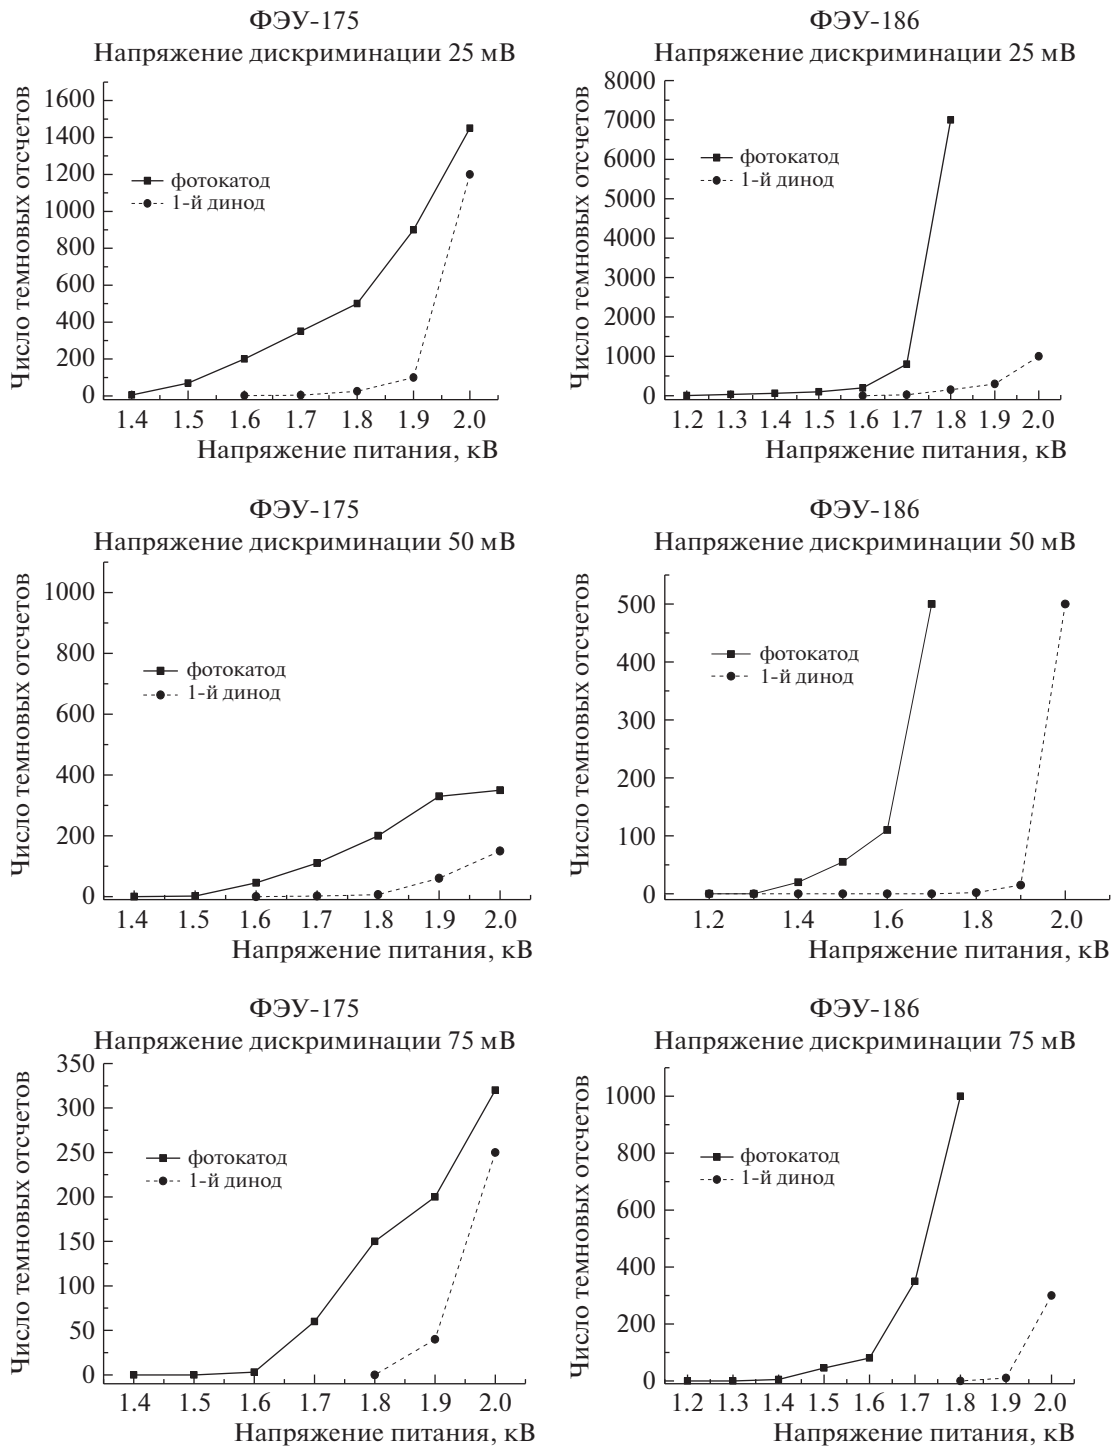 ФЭУ-175
Напряжение дискриминации 25 мВ
Число темновых отсчетов
1600
1400
1200
1000
800
600
400
200
0
фотокатод
1-й динод
1.4 1.5 1.6 1.7 1.8 1.9 2.0
Напряжение питания, кВ
ФЭУ-186
Напряжение дискриминации 25 мВ
Число темновых отсчетов
8000
7000
6000
5000
4000
3000
2000
1000
0
фотокатод
1-й динод
1.2 1.3 1.4 1.5 1.6 1.7 1.8 1.9 2.0
Напряжение питания, кВ
ФЭУ-175
Напряжение дискриминации 50 мВ
Число темновых отсчетов
1000
800
600
400
200
0
фотокатод
1-й динод
1.4 1.5 1.6 1.7 1.8 1.9 2.0
Напряжение питания, кВ
ФЭУ-186
Напряжение дискриминации 50 мВ
Число темновых отсчетов
500
400
300
200
100
0
фотокатод
1-й динод
1.2 1.4 1.6 1.8 2.0
Напряжение питания, кВ
ФЭУ-175
Напряжение дискриминации 75 мВ
Число темновых отсчетов
350
300
250
200
150
100
50
0
фотокатод
1-й динод
1.4 1.5 1.6 1.7 1.8 1.9 2.0
Напряжение питания, кВ
ФЭУ-186
Напряжение дискриминации 75 мВ
Число темновых отсчетов
1000
800
600
400
200
0
фотокатод
1-й динод
1.2 1.3 1.4 1.5 1.6 1.7 1.8 1.9 2.0
Напряжение питания, кВ